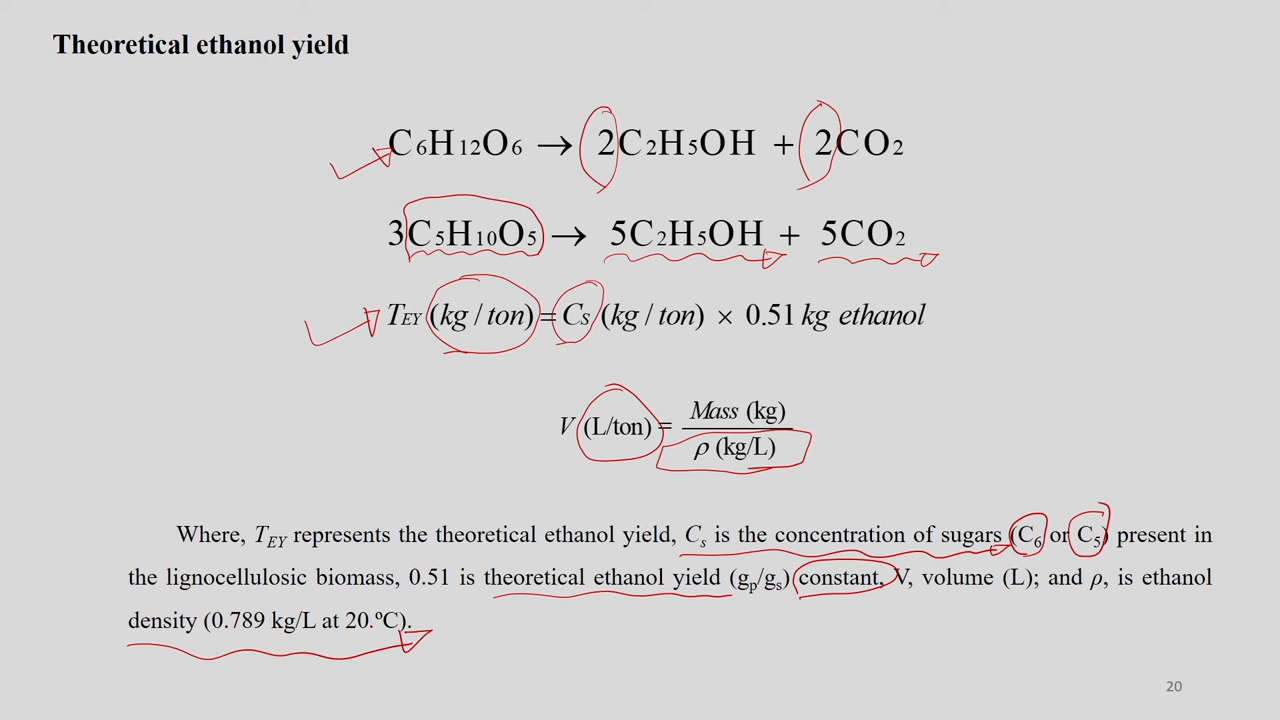 Theoretical ethanol yield
C6H12O6 → 2C2H5OH + 2CO2
3C5H10O5 → 5C2H5OH + 5CO2
TEY (kg / ton) = CS (kg / ton) × 0.51 kg ethanol
V (L/ton) = Mass (kg) / ρ (kg/L)
Where, TEY represents the theoretical ethanol yield, Cs is the concentration of sugars (C6 or C5) present in
the lignocellulosic biomass, 0.51 is theoretical ethanol yield (gp/gs) constant, V, volume (L); and ρ, is ethanol
density (0.789 kg/L at 20.ºC).
20